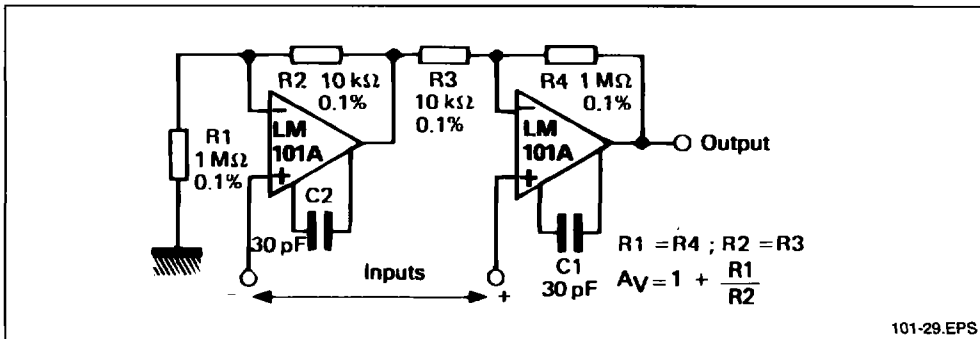 R2 10 kΩ
0.1%
R3
10 kΩ
0.1%
R4 1 MΩ
0.1%
R1
1 MΩ
0.1%
−
LM
101A
+
C2
30 pF
−
LM
101A
+
Output
C1
30 pF
− Inputs +
R1 = R4 ; R2 = R3
AV = 1 + R1
R2
101-29.EPS